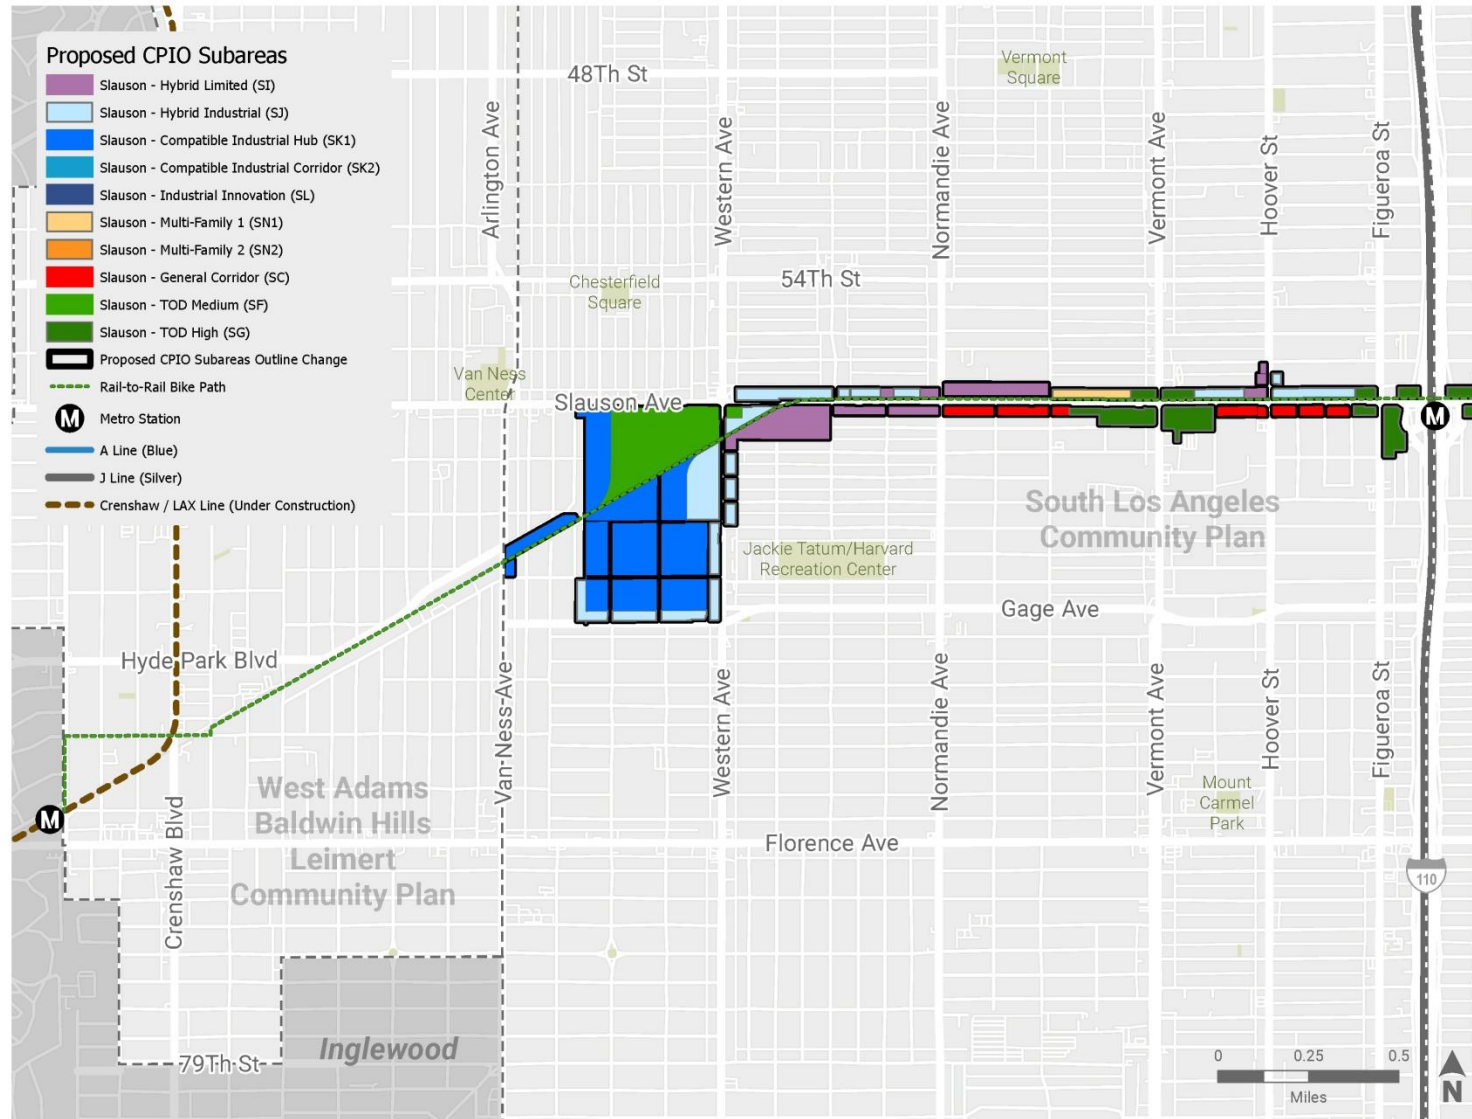 Proposed CPIO Subareas
Slauson - Hybrid Limited (SI)
Slauson - Hybrid Industrial (SJ)
Slauson - Compatible Industrial Hub (SK1)
Slauson - Compatible Industrial Corridor (SK2)
Slauson - Industrial Innovation (SL)
Slauson - Multi-Family 1 (SN1)
Slauson - Multi-Family 2 (SN2)
Slauson - General Corridor (SC)
Slauson - TOD Medium (SF)
Slauson - TOD High (SG)
Proposed CPIO Subareas Outline Change
Rail-to-Rail Bike Path
M
Metro Station
A Line (Blue)
J Line (Silver)
Crenshaw / LAX Line (Under Construction)
48Th St
Vermont
Square
Arlington Ave
Western Ave
Normandie Ave
Vermont Ave
Hoover St
Figueroa St
54Th St
Chesterfield
Square
Van Ness
Center
Slauson Ave
M
South Los Angeles
Community Plan
Jackie Tatum/Harvard
Recreation Center
Gage Ave
Hyde Park Blvd
Van Ness Ave
Western Ave
Normandie Ave
Vermont Ave
Hoover St
Figueroa St
Crenshaw Blvd
West Adams
Baldwin Hills
Leimert
Community Plan
M
Mount
Carmel
Park
Florence Ave
110
Inglewood
79Th St
0 0.25 0.5
Miles
N